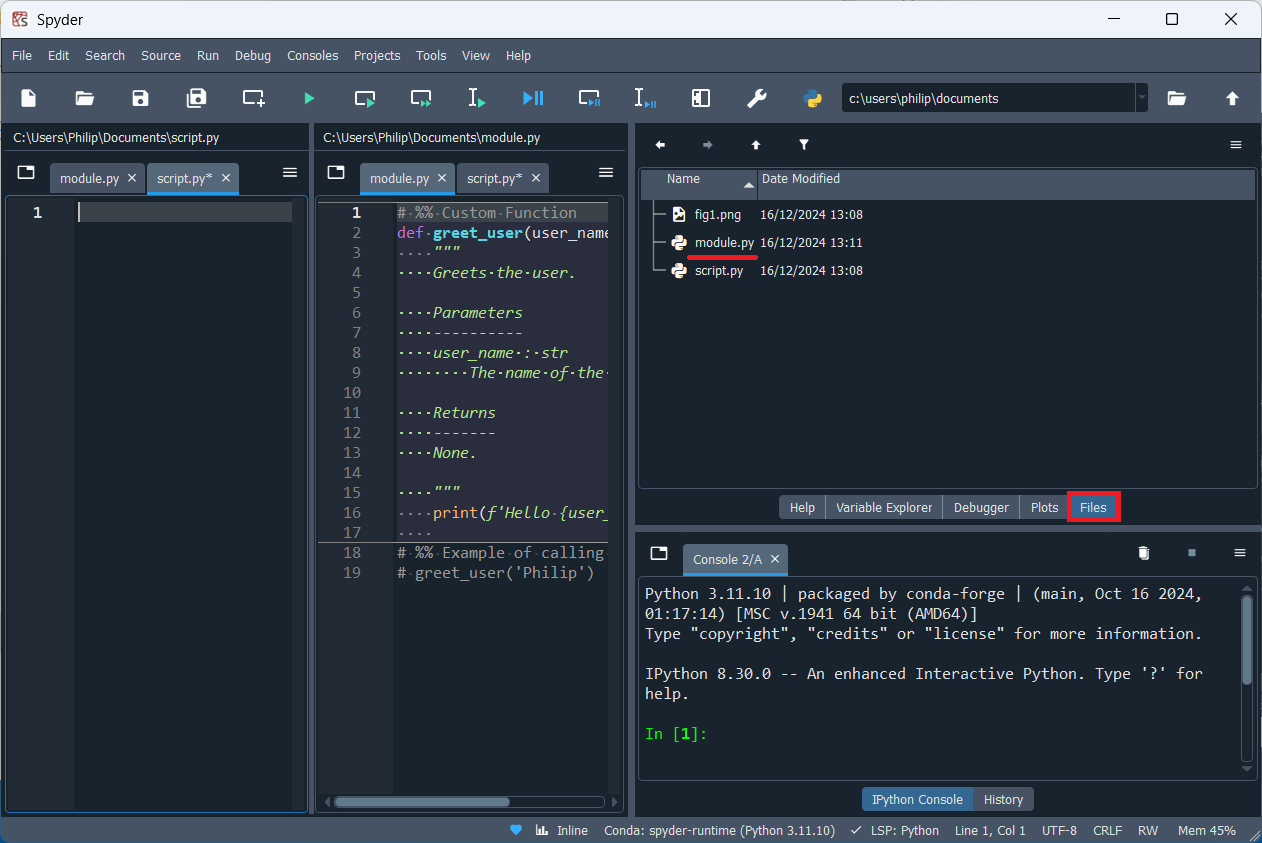 Spyder
File Edit Search Source Run Debug Consoles Projects Tools View Help
c:\users\philip\documents
C:\Users\Philip\Documents\script.py
module.py script.py*
1
C:\Users\Philip\Documents\module.py
module.py script.py*
1 # %% Custom Function
2 def greet_user(user_name
3 """
4 Greets the user.
5
6 Parameters
7 ----------
8 user_name : str
9 The name of the
10
11 Returns
12 -------
13 None.
14
15 """
16 print(f'Hello {user_
17
18 # %% Example of calling
19 # greet_user('Philip')
Name Date Modified
fig1.png 16/12/2024 13:08
module.py 16/12/2024 13:11
script.py 16/12/2024 13:08
Help Variable Explorer Debugger Plots Files
Console 2/A
Python 3.11.10 | packaged by conda-forge | (main, Oct 16 2024,
01:17:14) [MSC v.1941 64 bit (AMD64)]
Type "copyright", "credits" or "license" for more information.
IPython 8.30.0 -- An enhanced Interactive Python. Type '?' for
help.
In [1]:
IPython Console History
Inline Conda: spyder-runtime (Python 3.11.10) LSP: Python Line 1, Col 1 UTF-8 CRLF RW Mem 45%